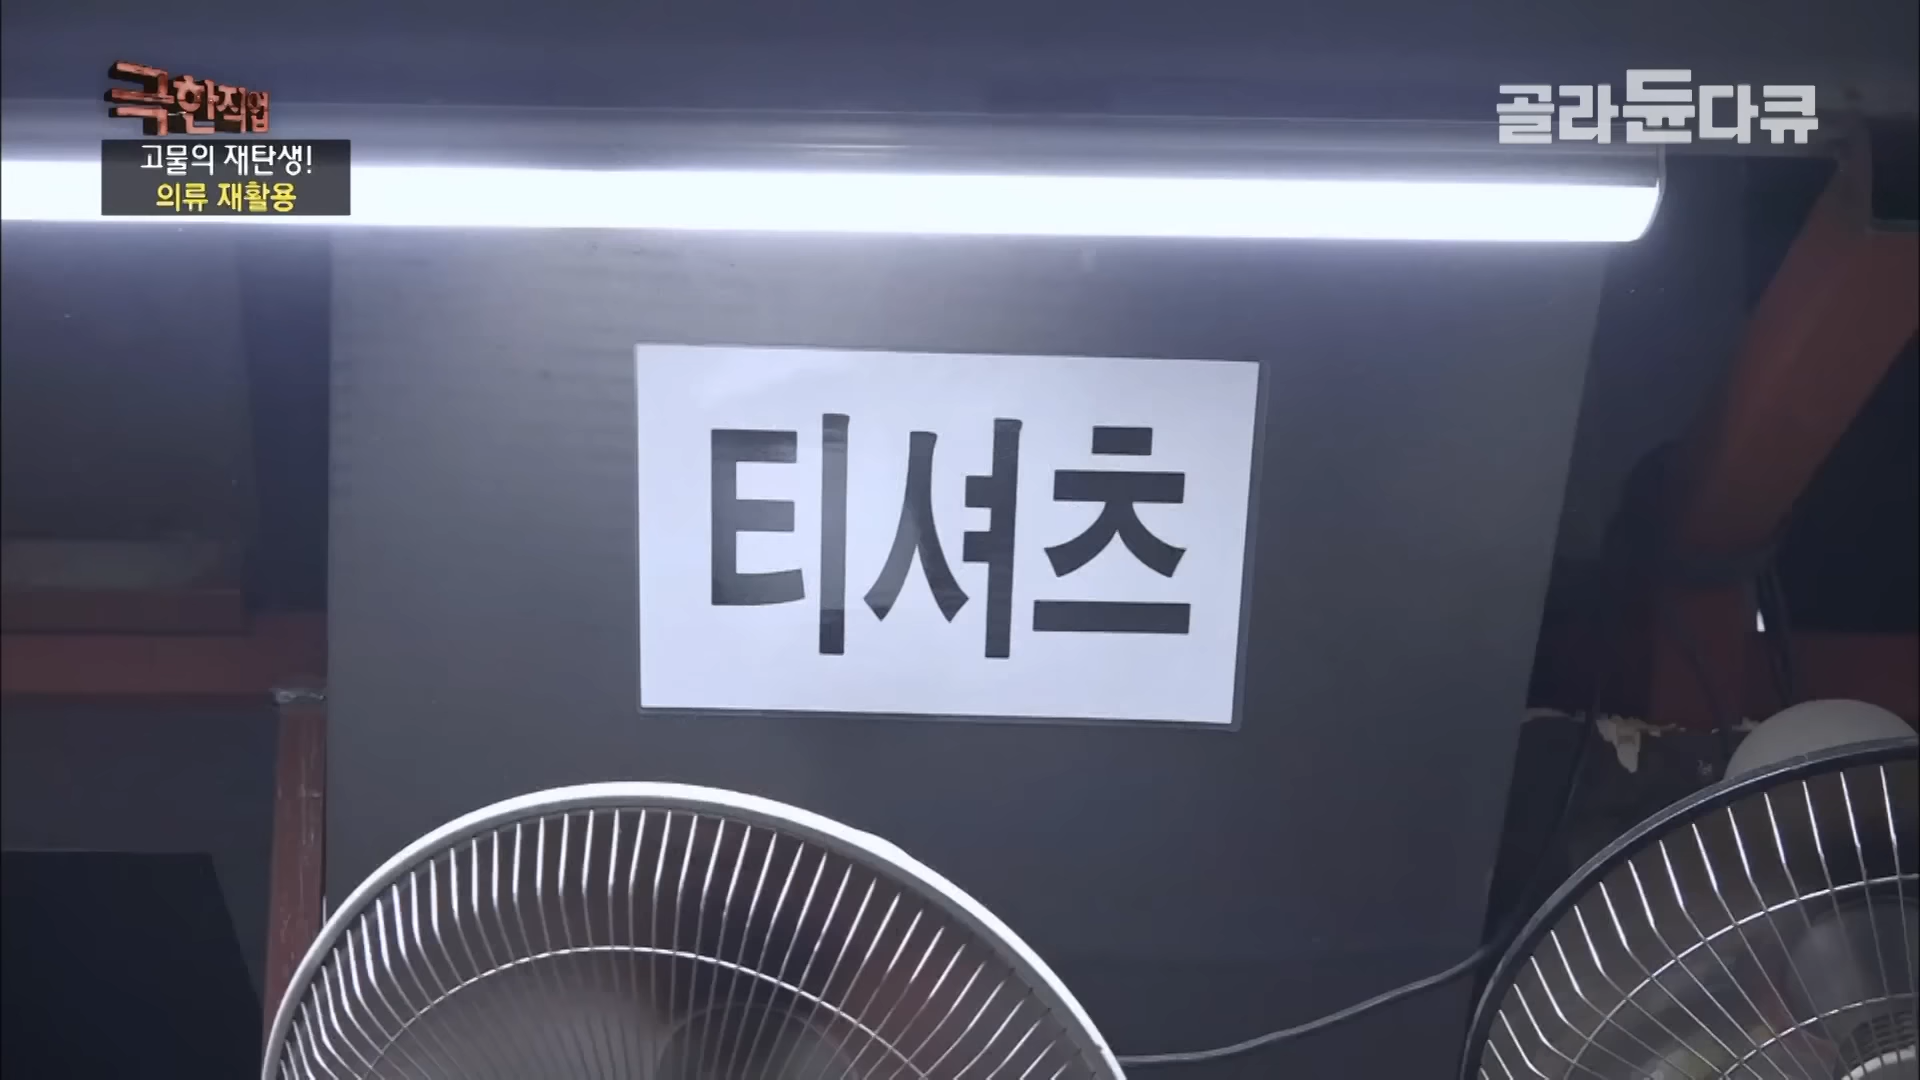 극한직업
고물의 재탄생!
의류 재활용
골라둔다큐
티셔츠